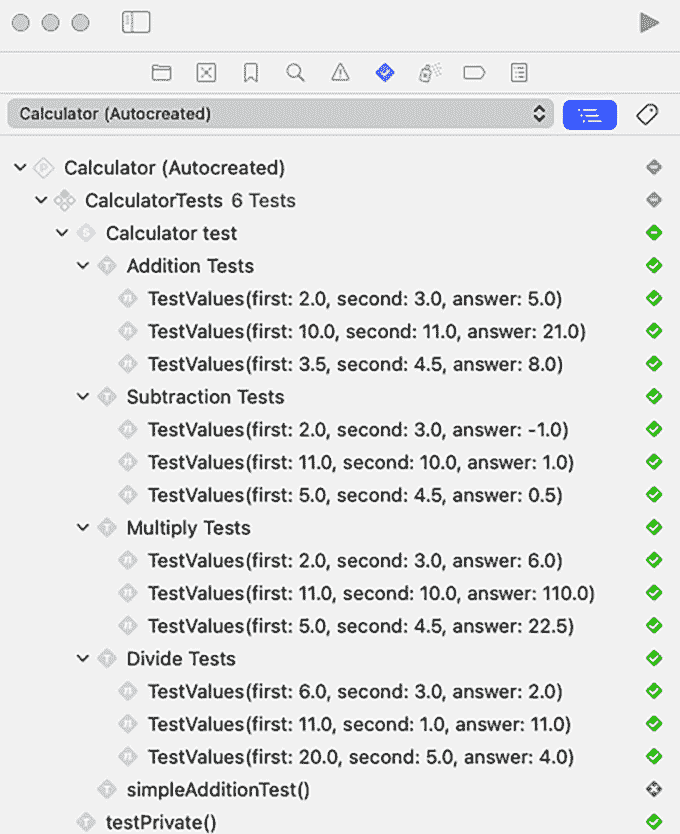 Calculator (Autocreated)
Calculator (Autocreated)
CalculatorTests 6 Tests
Calculator test
Addition Tests
TestValues(first: 2.0, second: 3.0, answer: 5.0)
TestValues(first: 10.0, second: 11.0, answer: 21.0)
TestValues(first: 3.5, second: 4.5, answer: 8.0)
Subtraction Tests
TestValues(first: 2.0, second: 3.0, answer: -1.0)
TestValues(first: 11.0, second: 10.0, answer: 1.0)
TestValues(first: 5.0, second: 4.5, answer: 0.5)
Multiply Tests
TestValues(first: 2.0, second: 3.0, answer: 6.0)
TestValues(first: 11.0, second: 10.0, answer: 110.0)
TestValues(first: 5.0, second: 4.5, answer: 22.5)
Divide Tests
TestValues(first: 6.0, second: 3.0, answer: 2.0)
TestValues(first: 11.0, second: 1.0, answer: 11.0)
TestValues(first: 20.0, second: 5.0, answer: 4.0)
simpleAdditionTest()
testPrivate()